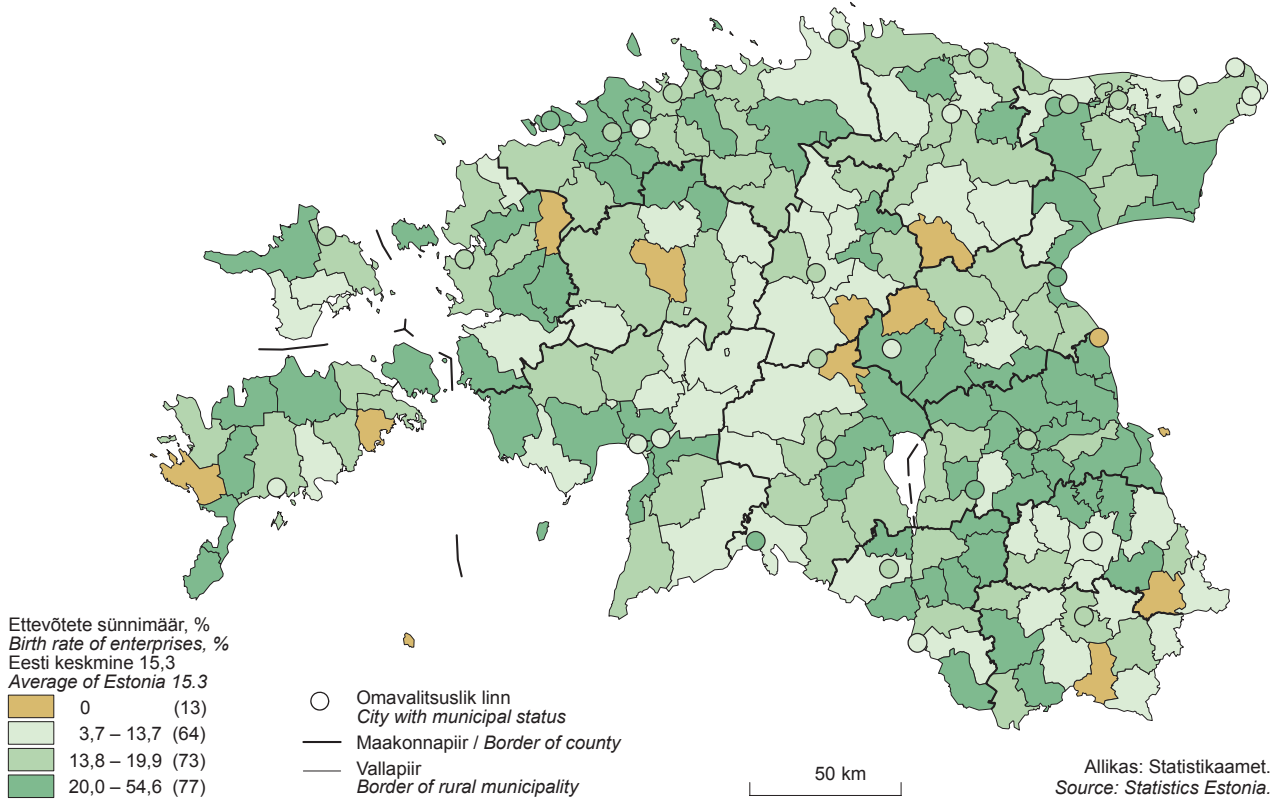 Ettevõtete sünnimäär, %
Birth rate of enterprises, %
Eesti keskmine 15,3
Average of Estonia 15.3
0 (13)
3,7 – 13,7 (64)
13,8 – 19,9 (73)
20,0 – 54,6 (77)
Omavalitsuslik linn
City with municipal status
Maakonnapiir / Border of county
Vallapiir
Border of rural municipality
50 km
Allikas: Statistikaamet.
Source: Statistics Estonia.